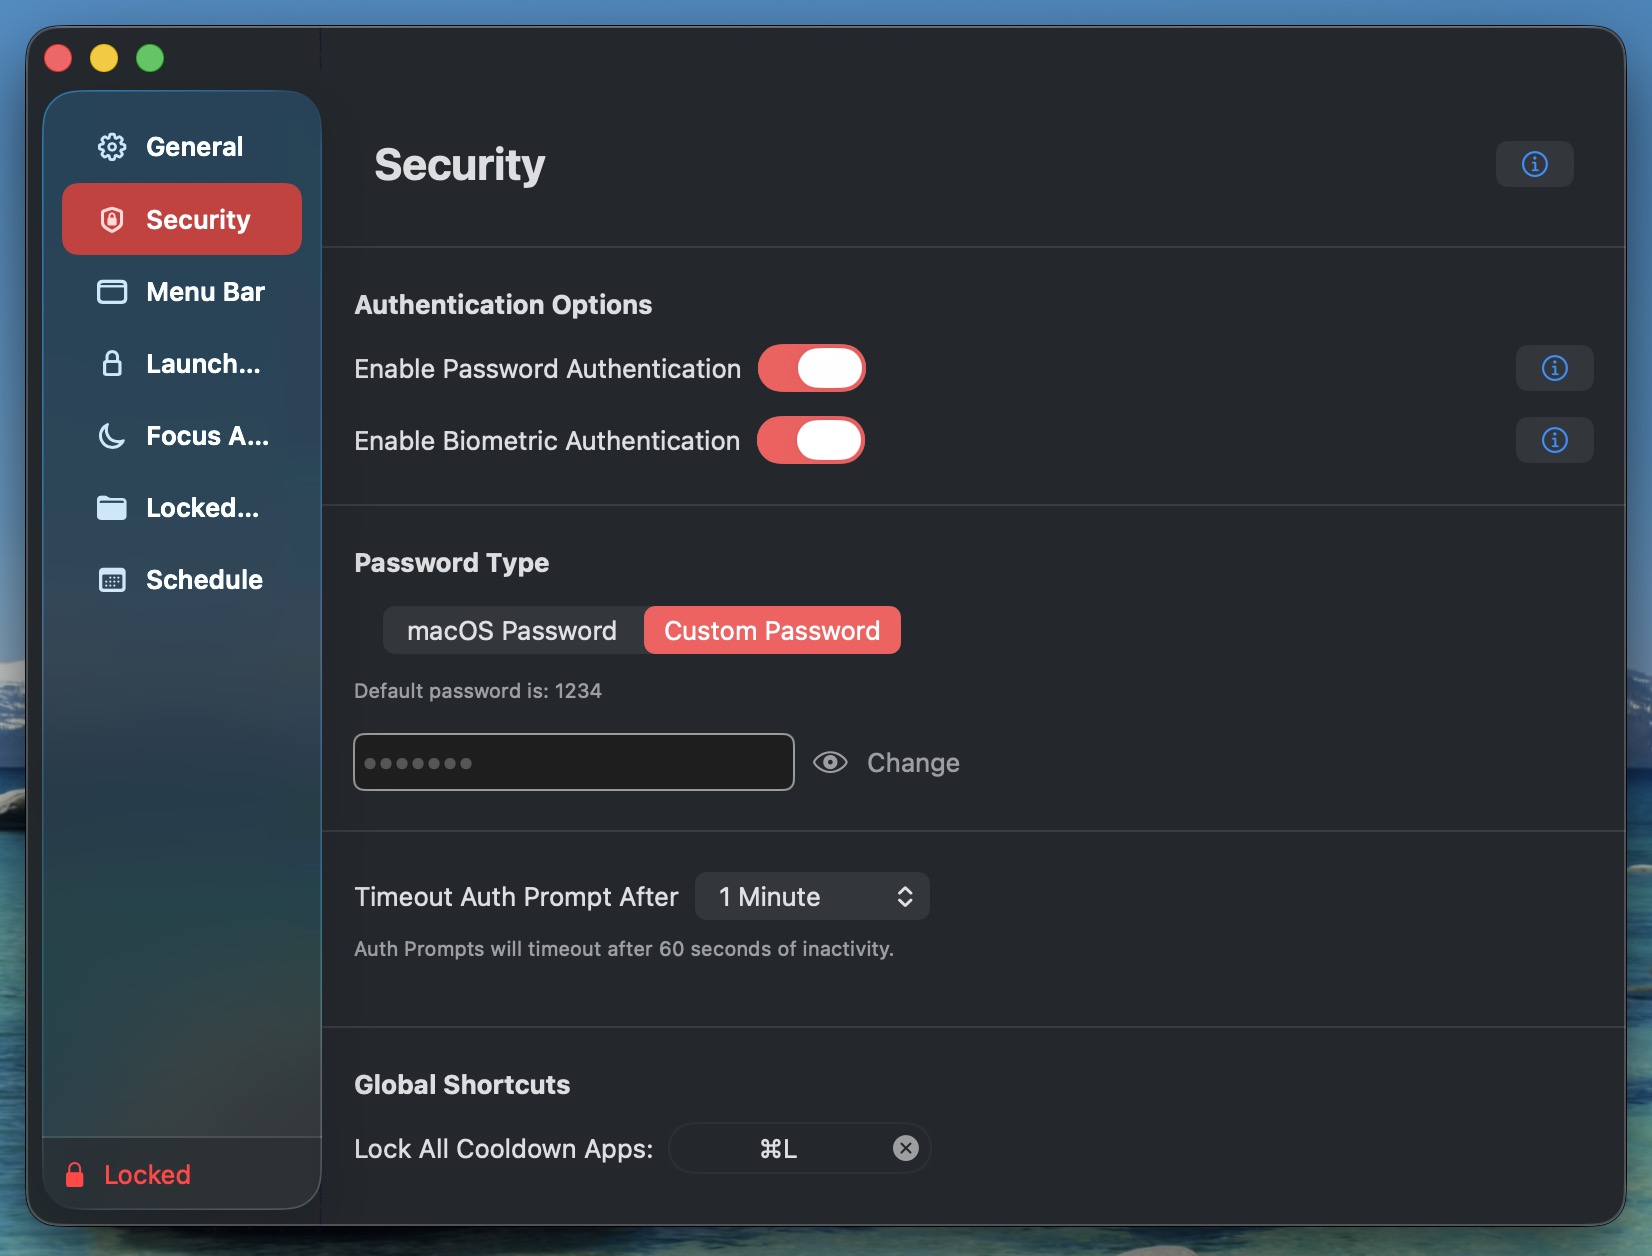 General
Security
Menu Bar
Launch...
Focus A...
Locked...
Schedule
Locked
Security
Authentication Options
Enable Password Authentication
Enable Biometric Authentication
Password Type
macOS Password Custom Password
Default password is: 1234
Change
Timeout Auth Prompt After 1 Minute
Auth Prompts will timeout after 60 seconds of inactivity.
Global Shortcuts
Lock All Cooldown Apps: ⌘L